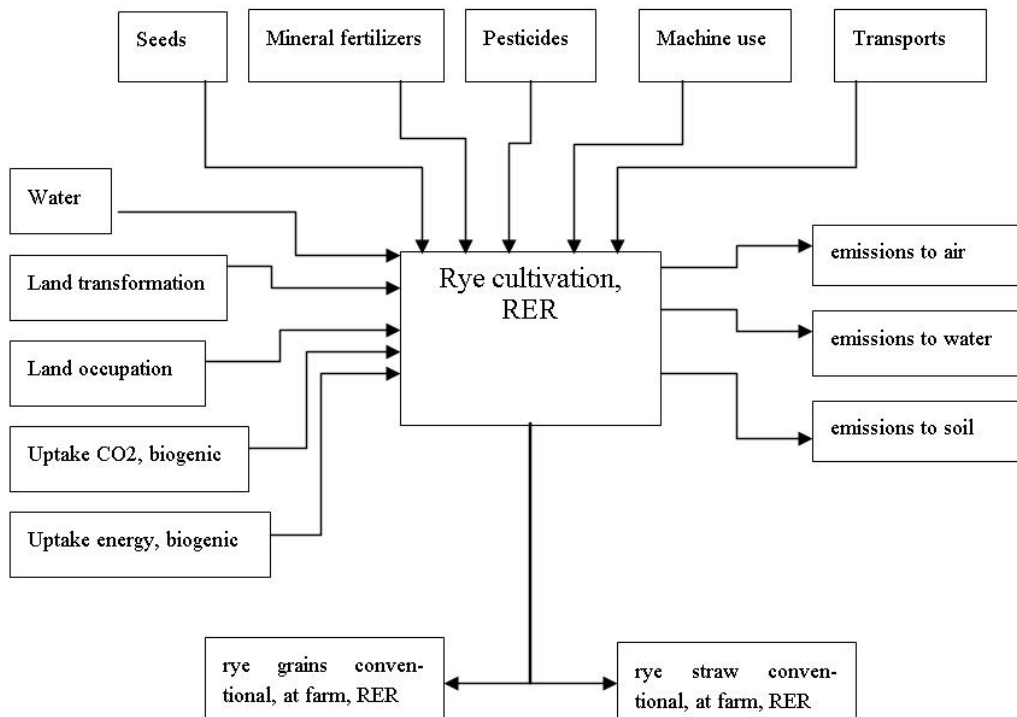 Seeds
Mineral fertilizers
Pesticides
Machine use
Transports
Water
Land transformation
Land occupation
Uptake CO2, biogenic
Uptake energy, biogenic
Rye cultivation,
RER
emissions to air
emissions to water
emissions to soil
rye grains conven-
tional, at farm, RER
rye straw conven-
tional, at farm, RER